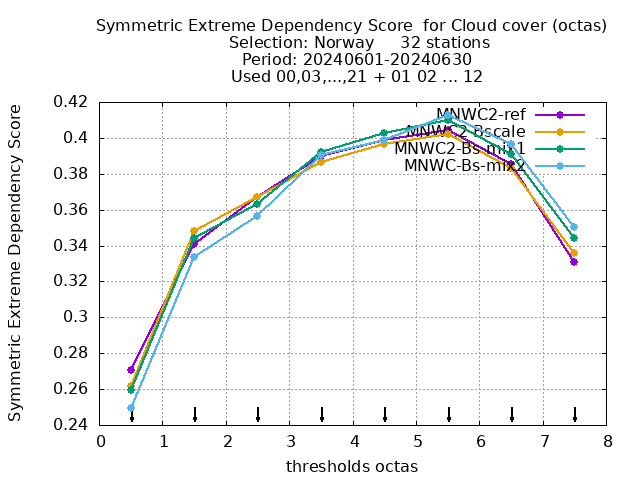 Symmetric Extreme Dependency Score  for Cloud cover (octas)
Selection: Norway     32 stations
Period: 20240601-20240630
Used 00,03,...,21 + 01 02 ... 12
Symmetric Extreme Dependency Score
0.42
0.4
0.38
0.36
0.34
0.32
0.3
0.28
0.26
0.24
MNWC2-ref
MNWC2-Bscale
MNWC2-Bs-mix1
MNWC-Bs-mix2
0 1 2 3 4 5 6 7 8
thresholds octas